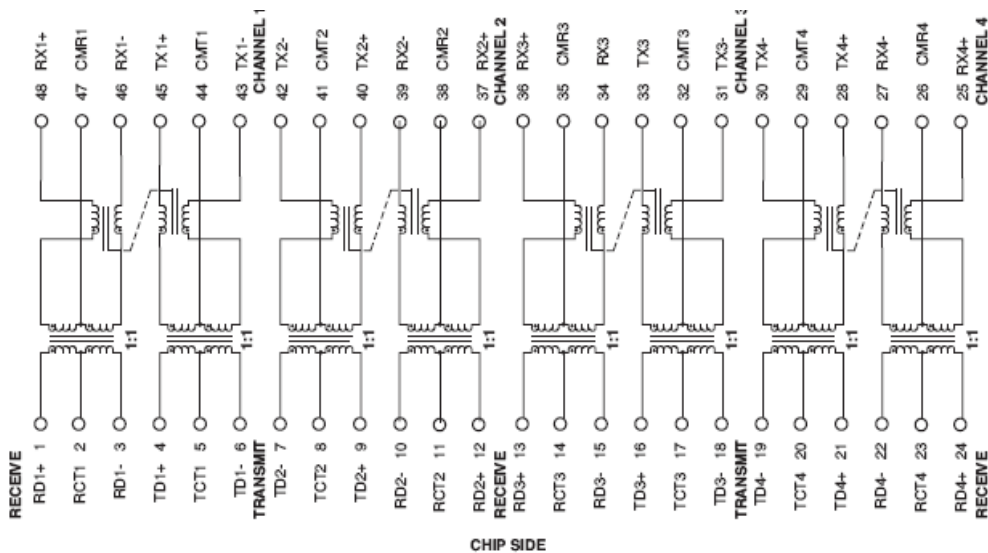 48 RX1+
47 CMR1
46 RX1-
45 TX1+
44 CMT1
43 TX1-
CHANNEL 1
42 TX2-
41 CMT2
40 TX2+
39 RX2-
38 CMR2
37 RX2+
CHANNEL 2
36 RX3+
35 CMR3
34 RX3
33 TX3
32 CMT3
31 TX3-
CHANNEL 3
30 TX4-
29 CMT4
28 TX4+
27 RX4-
26 CMR4
25 RX4+
CHANNEL 4
1:1
1:1
1:1
1:1
1:1
1:1
1:1
1:1
RECEIVE
RD1+ 1
RCT1 2
RD1- 3
TD1+ 4
TCT1 5
TD1- 6
TRANSMIT
TD2- 7
TCT2 8
TD2+ 9
RD2- 10
RCT2 11
RD2+ 12
RECEIVE
RD3+ 13
RCT3 14
RD3- 15
TD3+ 16
TCT3 17
TD3- 18
TRANSMIT
TD4- 19
TCT4 20
TD4+ 21
RD4- 22
RCT4 23
RD4+ 24
RECEIVE
CHIP SIDE